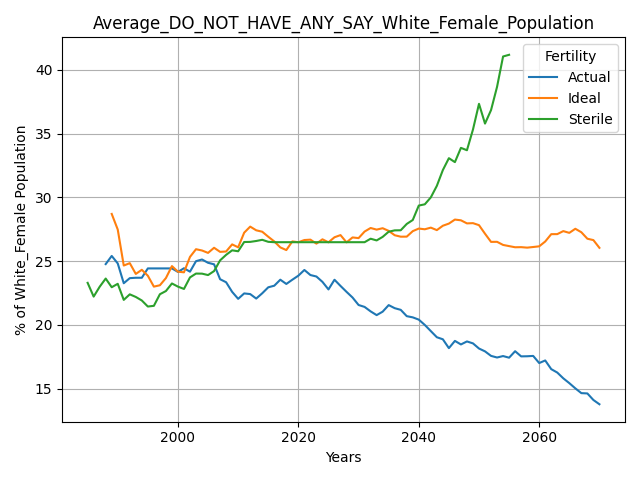 Average_DO_NOT_HAVE_ANY_SAY_White_Female_Population
% of White_Female Population
40
35
30
25
20
15
Fertility
Actual
Ideal
Sterile
2000 2020 2040 2060
Years